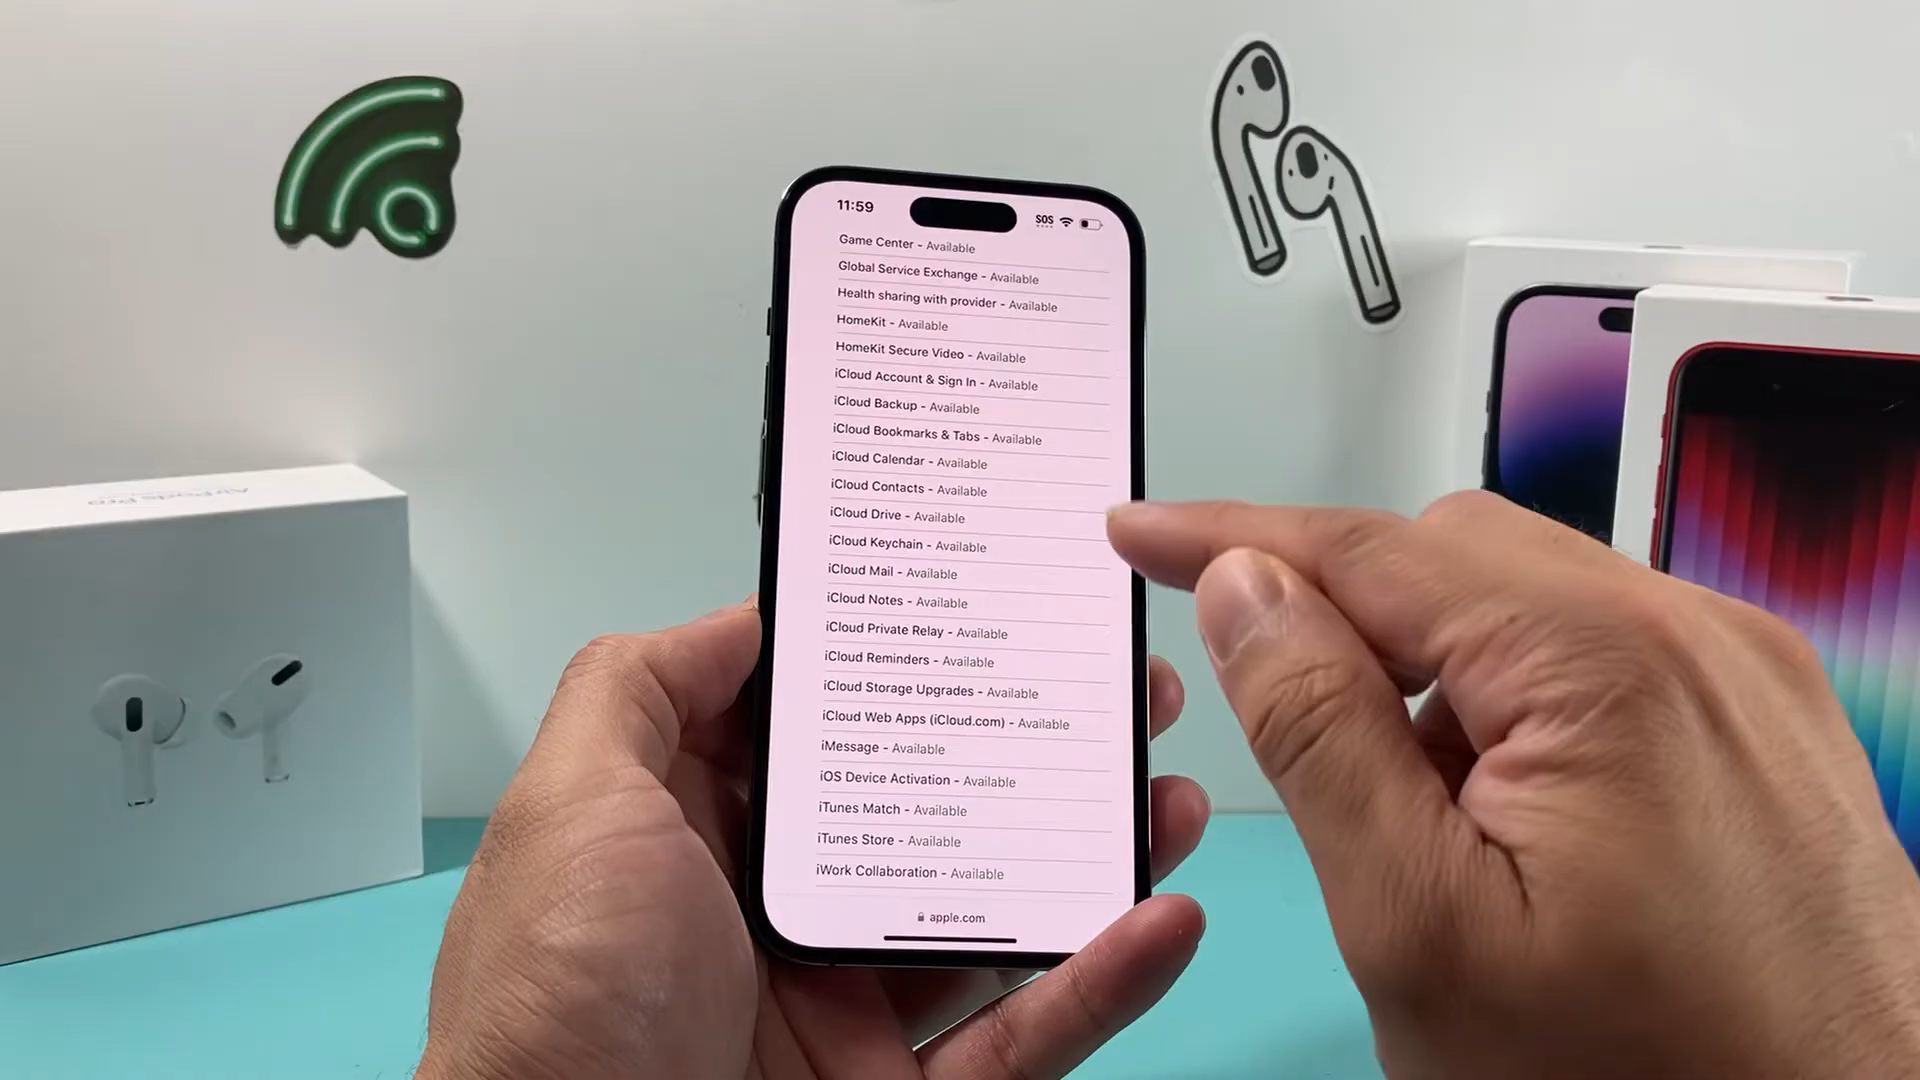 11:59
SOS
Game Center - Available
Global Service Exchange - Available
Health sharing with provider - Available
HomeKit - Available
HomeKit Secure Video - Available
iCloud Account & Sign In - Available
iCloud Backup - Available
iCloud Bookmarks & Tabs - Available
iCloud Calendar - Available
iCloud Contacts - Available
iCloud Drive - Available
iCloud Keychain - Available
iCloud Mail - Available
iCloud Notes - Available
iCloud Private Relay - Available
iCloud Reminders - Available
iCloud Storage Upgrades - Available
iCloud Web Apps (iCloud.com) - Available
iMessage - Available
iOS Device Activation - Available
iTunes Match - Available
iTunes Store - Available
iWork Collaboration - Available
apple.com
AirPods Pro